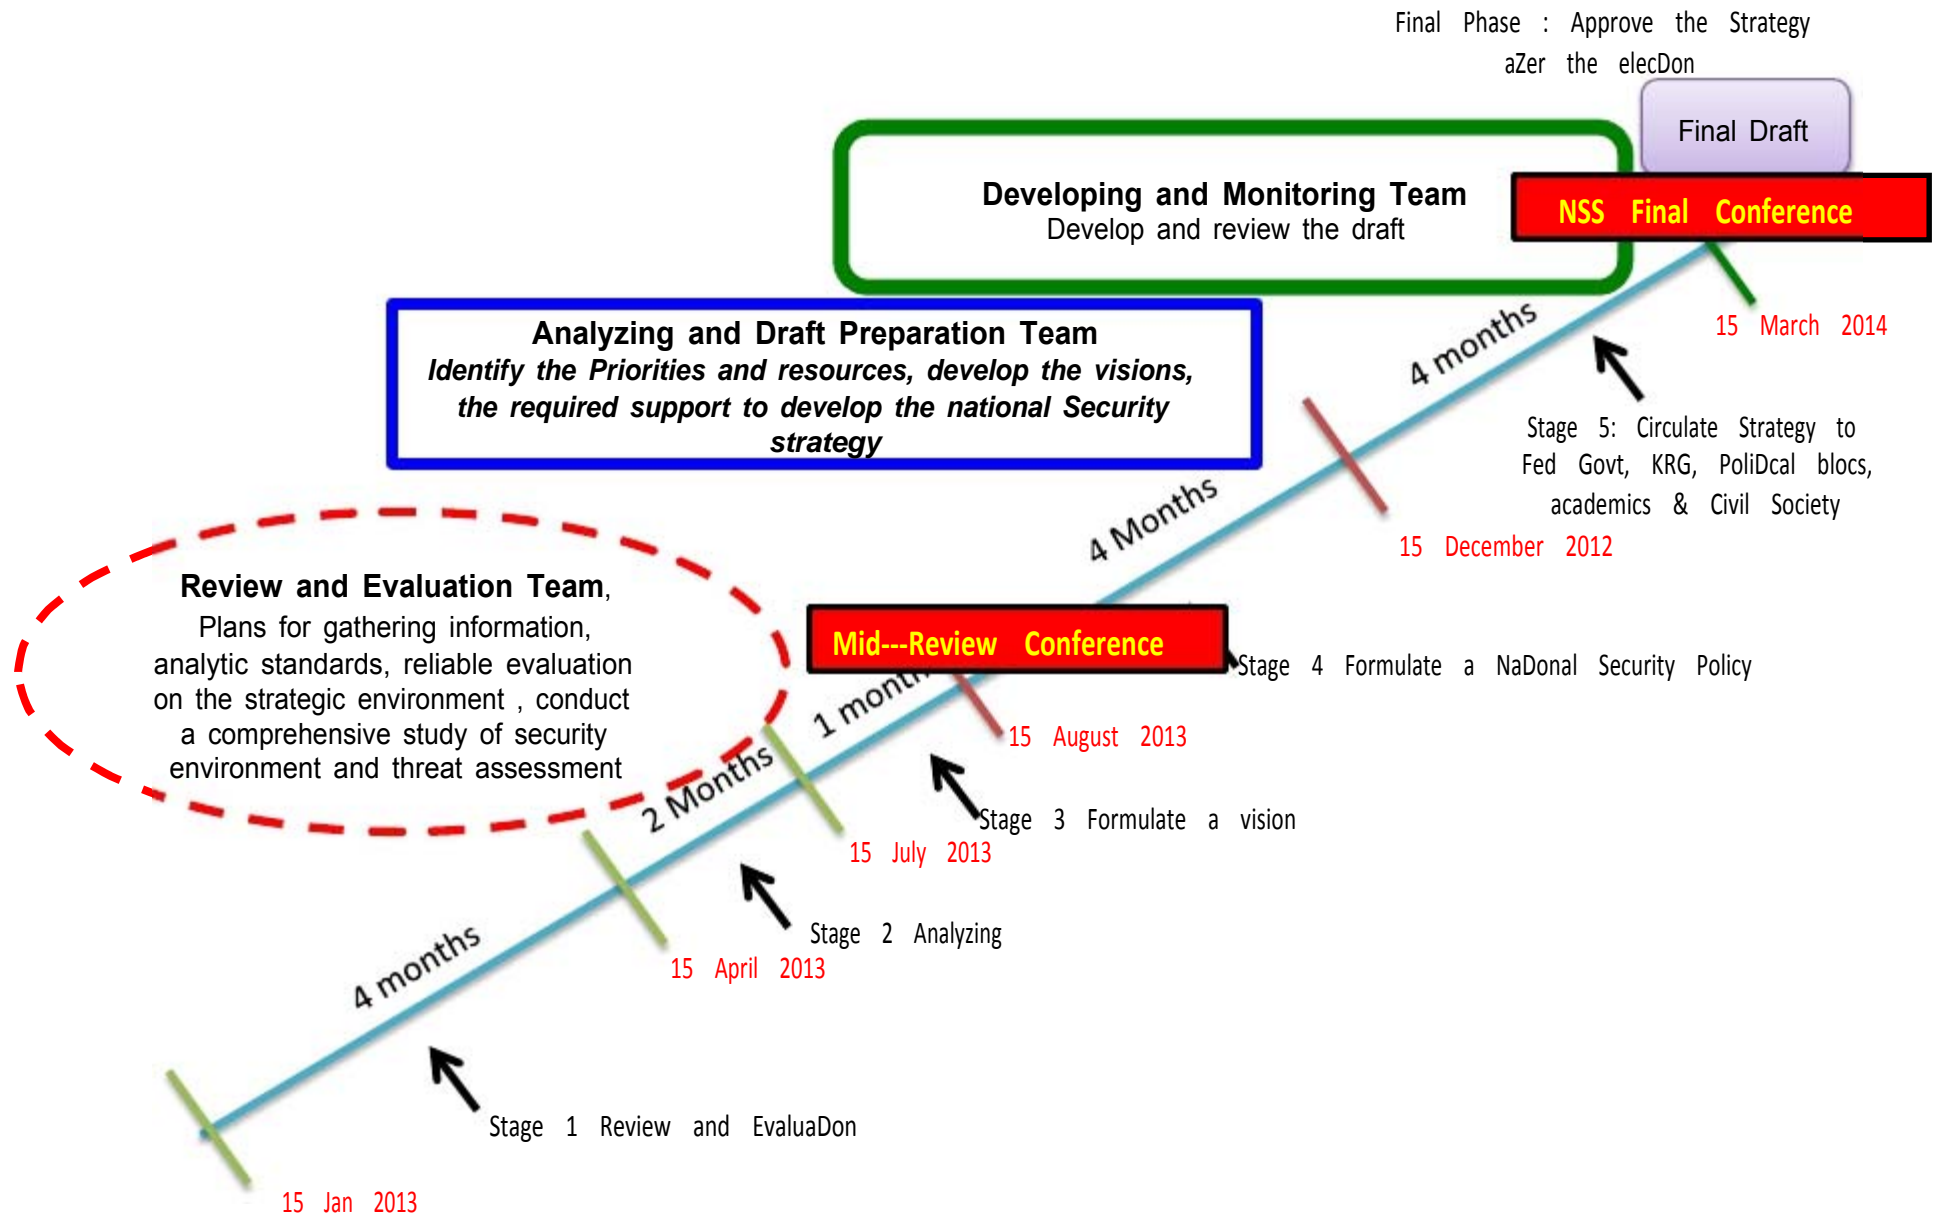 Final Phase : Approve the Strategy
aZer the elecDon
Final Draft
Developing and Monitoring Team
Develop and review the draft
NSS Final Conference
15 March 2014
4 months
Analyzing and Draft Preparation Team
Identify the Priorities and resources, develop the visions,
the required support to develop the national Security
strategy
Stage 5: Circulate Strategy to
Fed Govt, KRG, PoliDcal blocs,
academics & Civil Society
15 December 2012
4 Months
Review and Evaluation Team,
Plans for gathering information,
analytic standards, reliable evaluation
on the strategic environment , conduct
a comprehensive study of security
environment and threat assessment
Mid---Review Conference
Stage 4 Formulate a NaDonal Security Policy
1 month
15 August 2013
2 Months
Stage 3 Formulate a vision
15 July 2013
Stage 2 Analyzing
15 April 2013
4 months
Stage 1 Review and EvaluaDon
15 Jan 2013